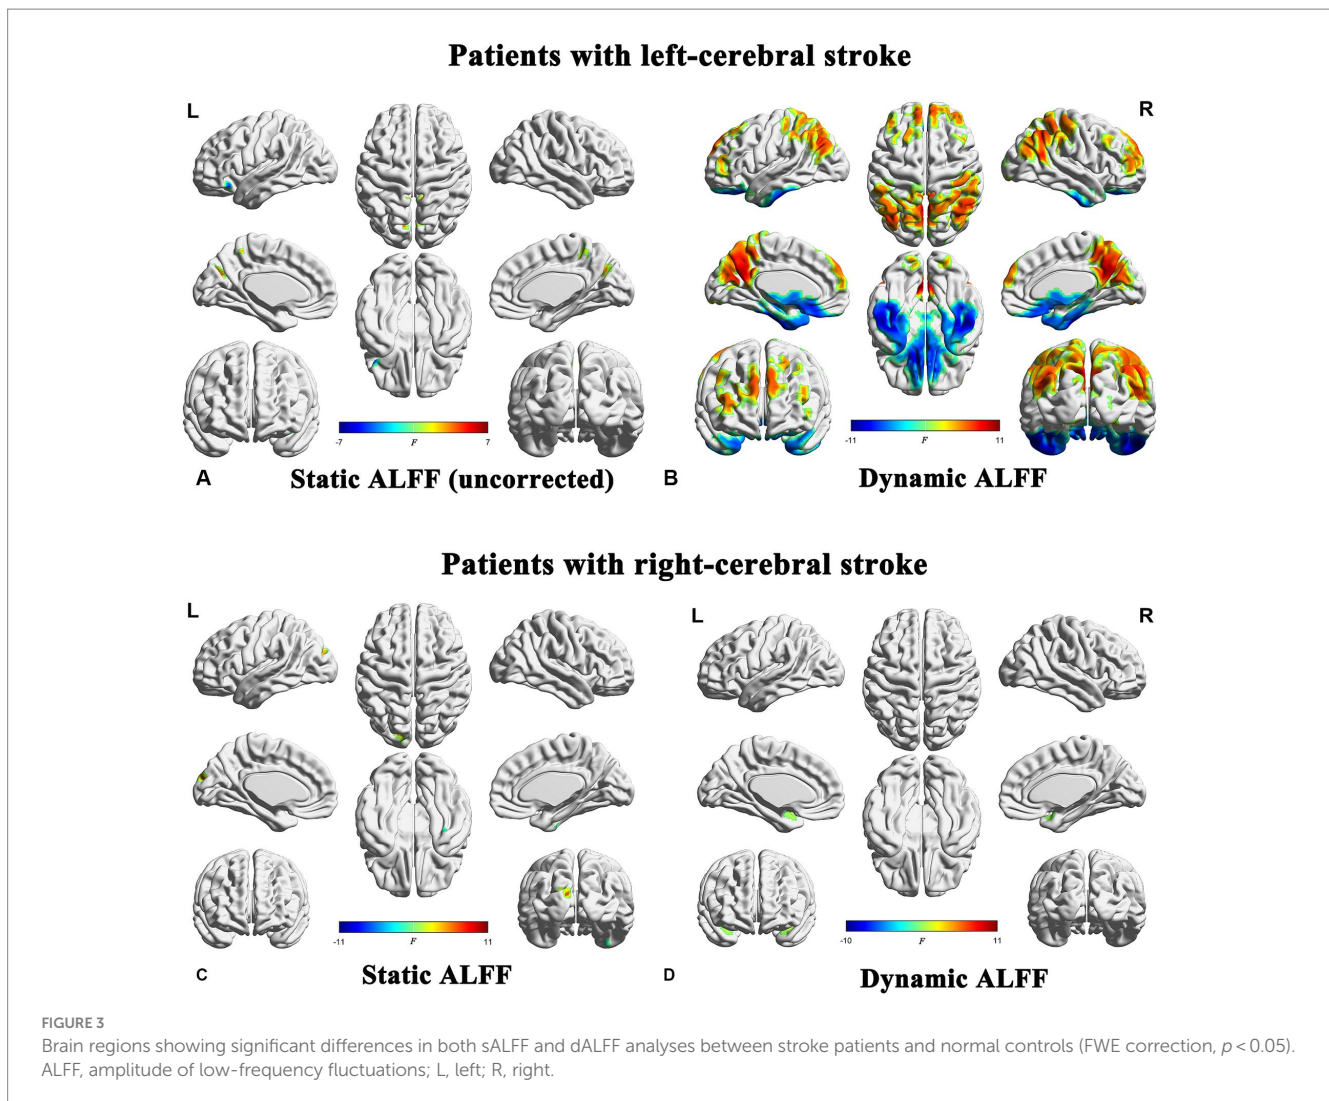 Patients with left-cerebral stroke
L
R
-7 F 7
-11 F 11
A Static ALFF (uncorrected)
B Dynamic ALFF
Patients with right-cerebral stroke
L
L
R
-11 F 11
-10 F 11
C Static ALFF
D Dynamic ALFF
FIGURE 3
Brain regions showing significant differences in both sALFF and dALFF analyses between stroke patients and normal controls (FWE correction, p < 0.05).
ALFF, amplitude of low-frequency fluctuations; L, left; R, right.